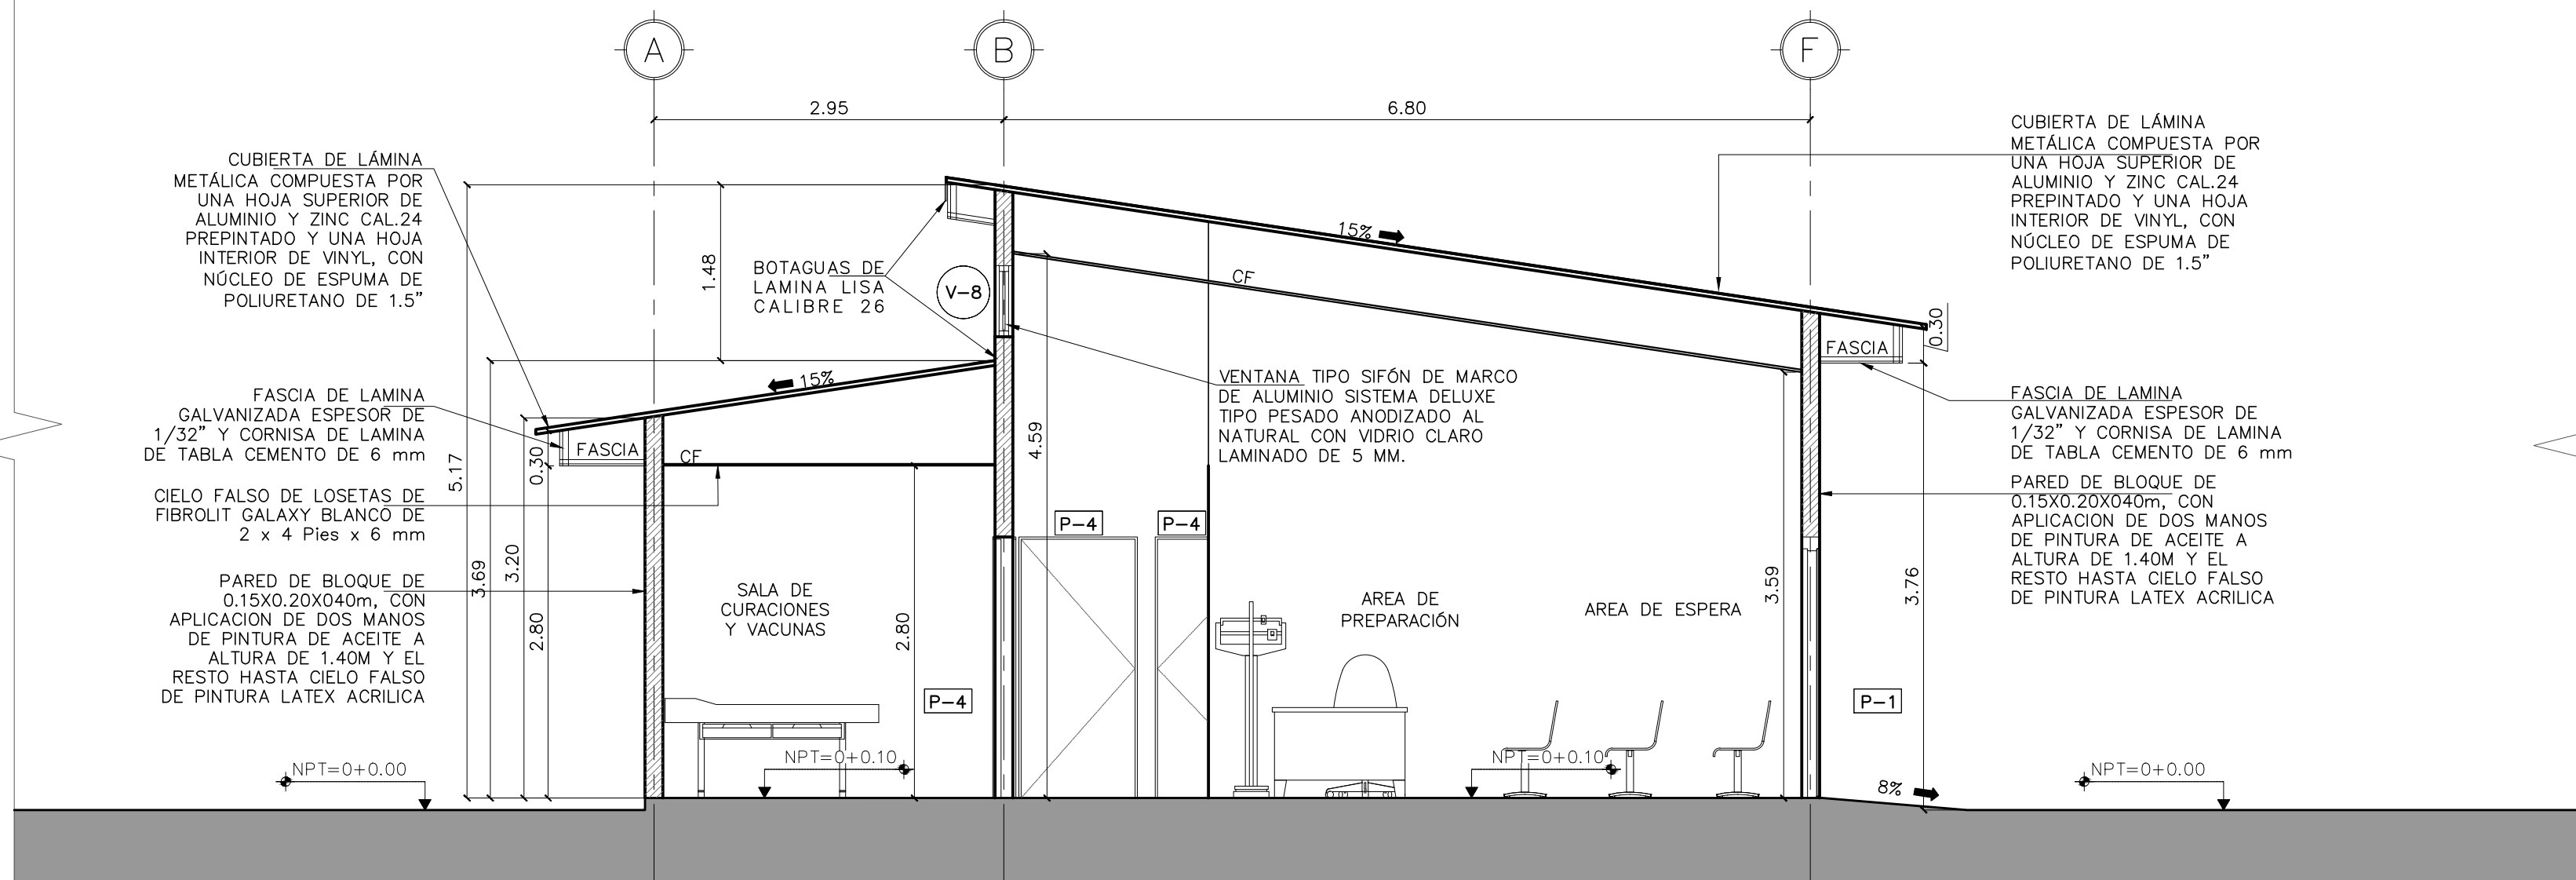 A
B
F
2.95
6.80
CUBIERTA DE LÁMINA
METÁLICA COMPUESTA POR
UNA HOJA SUPERIOR DE
ALUMINIO Y ZINC CAL.24
PREPINTADO Y UNA HOJA
INTERIOR DE VINYL, CON
NÚCLEO DE ESPUMA DE
POLIURETANO DE 1.5”
FASCIA DE LAMINA
GALVANIZADA ESPESOR DE
1/32” Y CORNISA DE LAMINA
DE TABLA CEMENTO DE 6 mm
CIELO FALSO DE LOSETAS DE
FIBROLIT GALAXY BLANCO DE
2 x 4 Pies x 6 mm
PARED DE BLOQUE DE
0.15X0.20X040m, CON
APLICACION DE DOS MANOS
DE PINTURA DE ACEITE A
ALTURA DE 1.40M Y EL
RESTO HASTA CIELO FALSO
DE PINTURA LATEX ACRILICA
NPT=0+0.00
5.17
3.69
3.20
0.30
2.80
1.48
BOTAGUAS DE
LAMINA LISA
CALIBRE 26
V-8
15%
FASCIA
CF
SALA DE
CURACIONES
Y VACUNAS
2.80
P-4
NPT=0+0.10
15%
CF
4.59
VENTANA TIPO SIFÓN DE MARCO
DE ALUMINIO SISTEMA DELUXE
TIPO PESADO ANODIZADO AL
NATURAL CON VIDRIO CLARO
LAMINADO DE 5 MM.
P-4
P-4
AREA DE
PREPARACIÓN
AREA DE ESPERA
NPT=0+0.10
3.59
FASCIA
0.30
3.76
P-1
8%
CUBIERTA DE LÁMINA
METÁLICA COMPUESTA POR
UNA HOJA SUPERIOR DE
ALUMINIO Y ZINC CAL.24
PREPINTADO Y UNA HOJA
INTERIOR DE VINYL, CON
NÚCLEO DE ESPUMA DE
POLIURETANO DE 1.5”
FASCIA DE LAMINA
GALVANIZADA ESPESOR DE
1/32” Y CORNISA DE LAMINA
DE TABLA CEMENTO DE 6 mm
PARED DE BLOQUE DE
0.15X0.20X040m, CON
APLICACION DE DOS MANOS
DE PINTURA DE ACEITE A
ALTURA DE 1.40M Y EL
RESTO HASTA CIELO FALSO
DE PINTURA LATEX ACRILICA
NPT=0+0.00